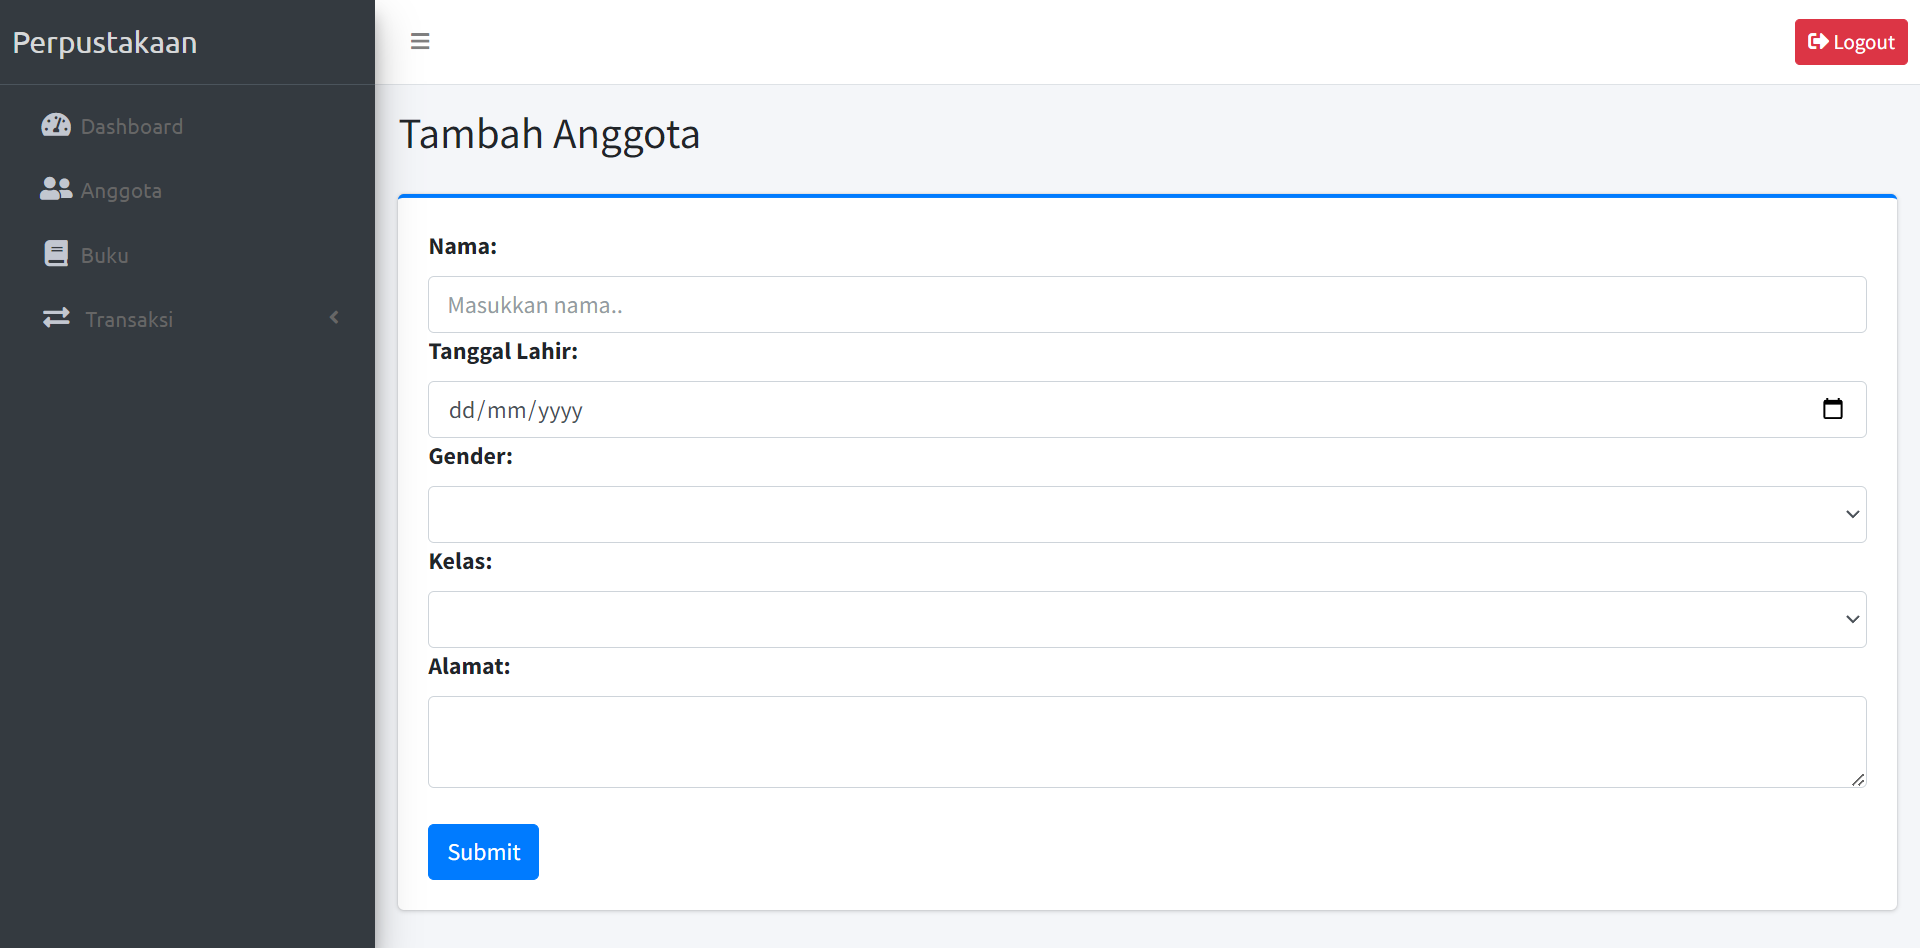 Perpustakaan
Logout
Dashboard
Anggota
Buku
Transaksi
Tambah Anggota
Nama:
Masukkan nama..
Tanggal Lahir:
dd/mm/yyyy
Gender:
Kelas:
Alamat:
Submit